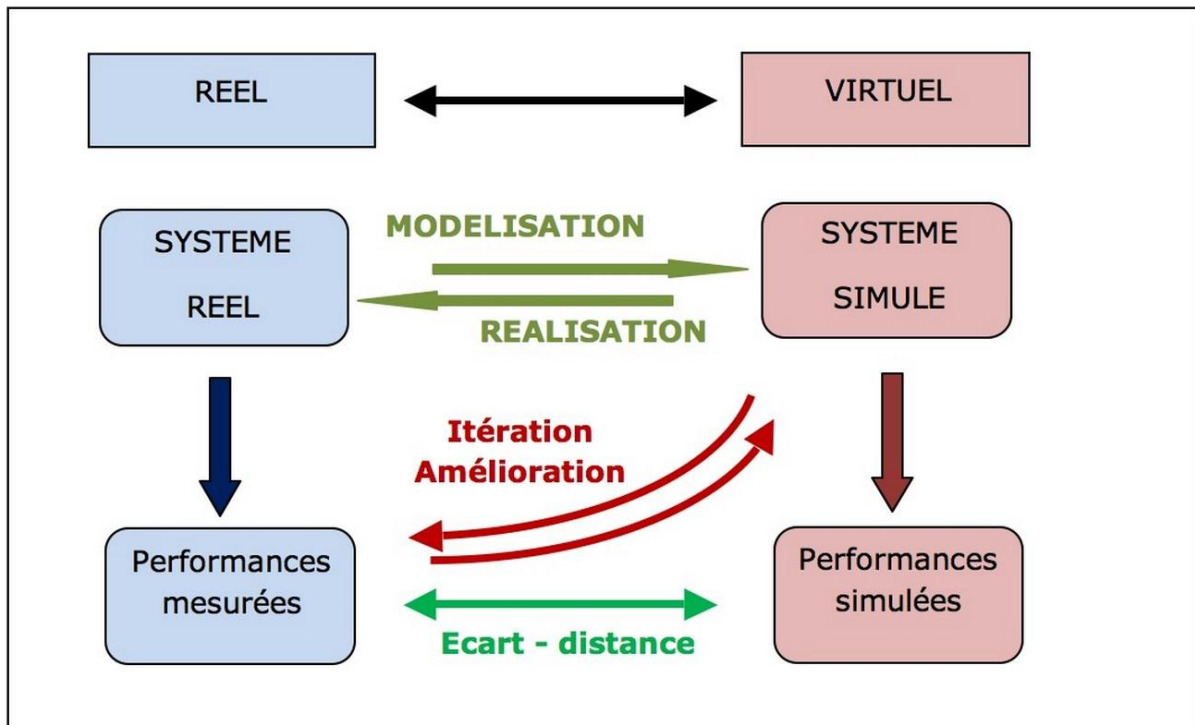 REEL
VIRTUEL
SYSTEME
REEL
MODELISATION
REALISATION
SYSTEME
SIMULE
Itération
Amélioration
Performances
mesurées
Ecart - distance
Performances
simulées